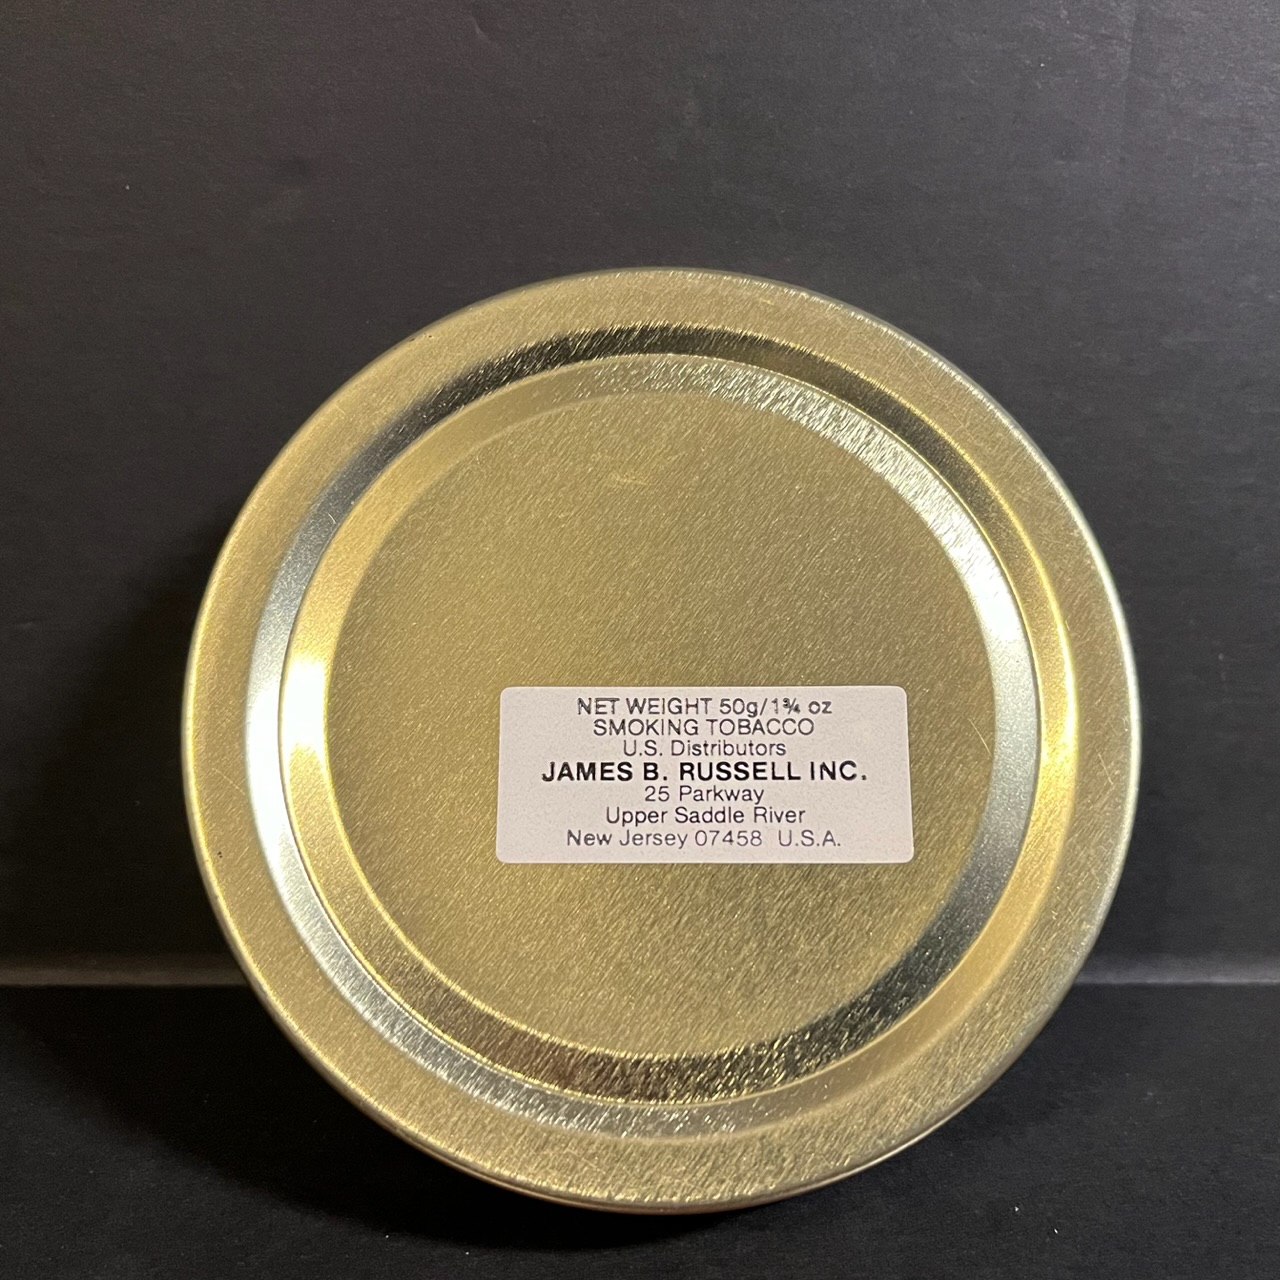 NET WEIGHT 50g/1¾ oz
SMOKING TOBACCO
U.S. Distributors
JAMES B. RUSSELL INC.
25 Parkway
Upper Saddle River
New Jersey 07458 U.S.A.